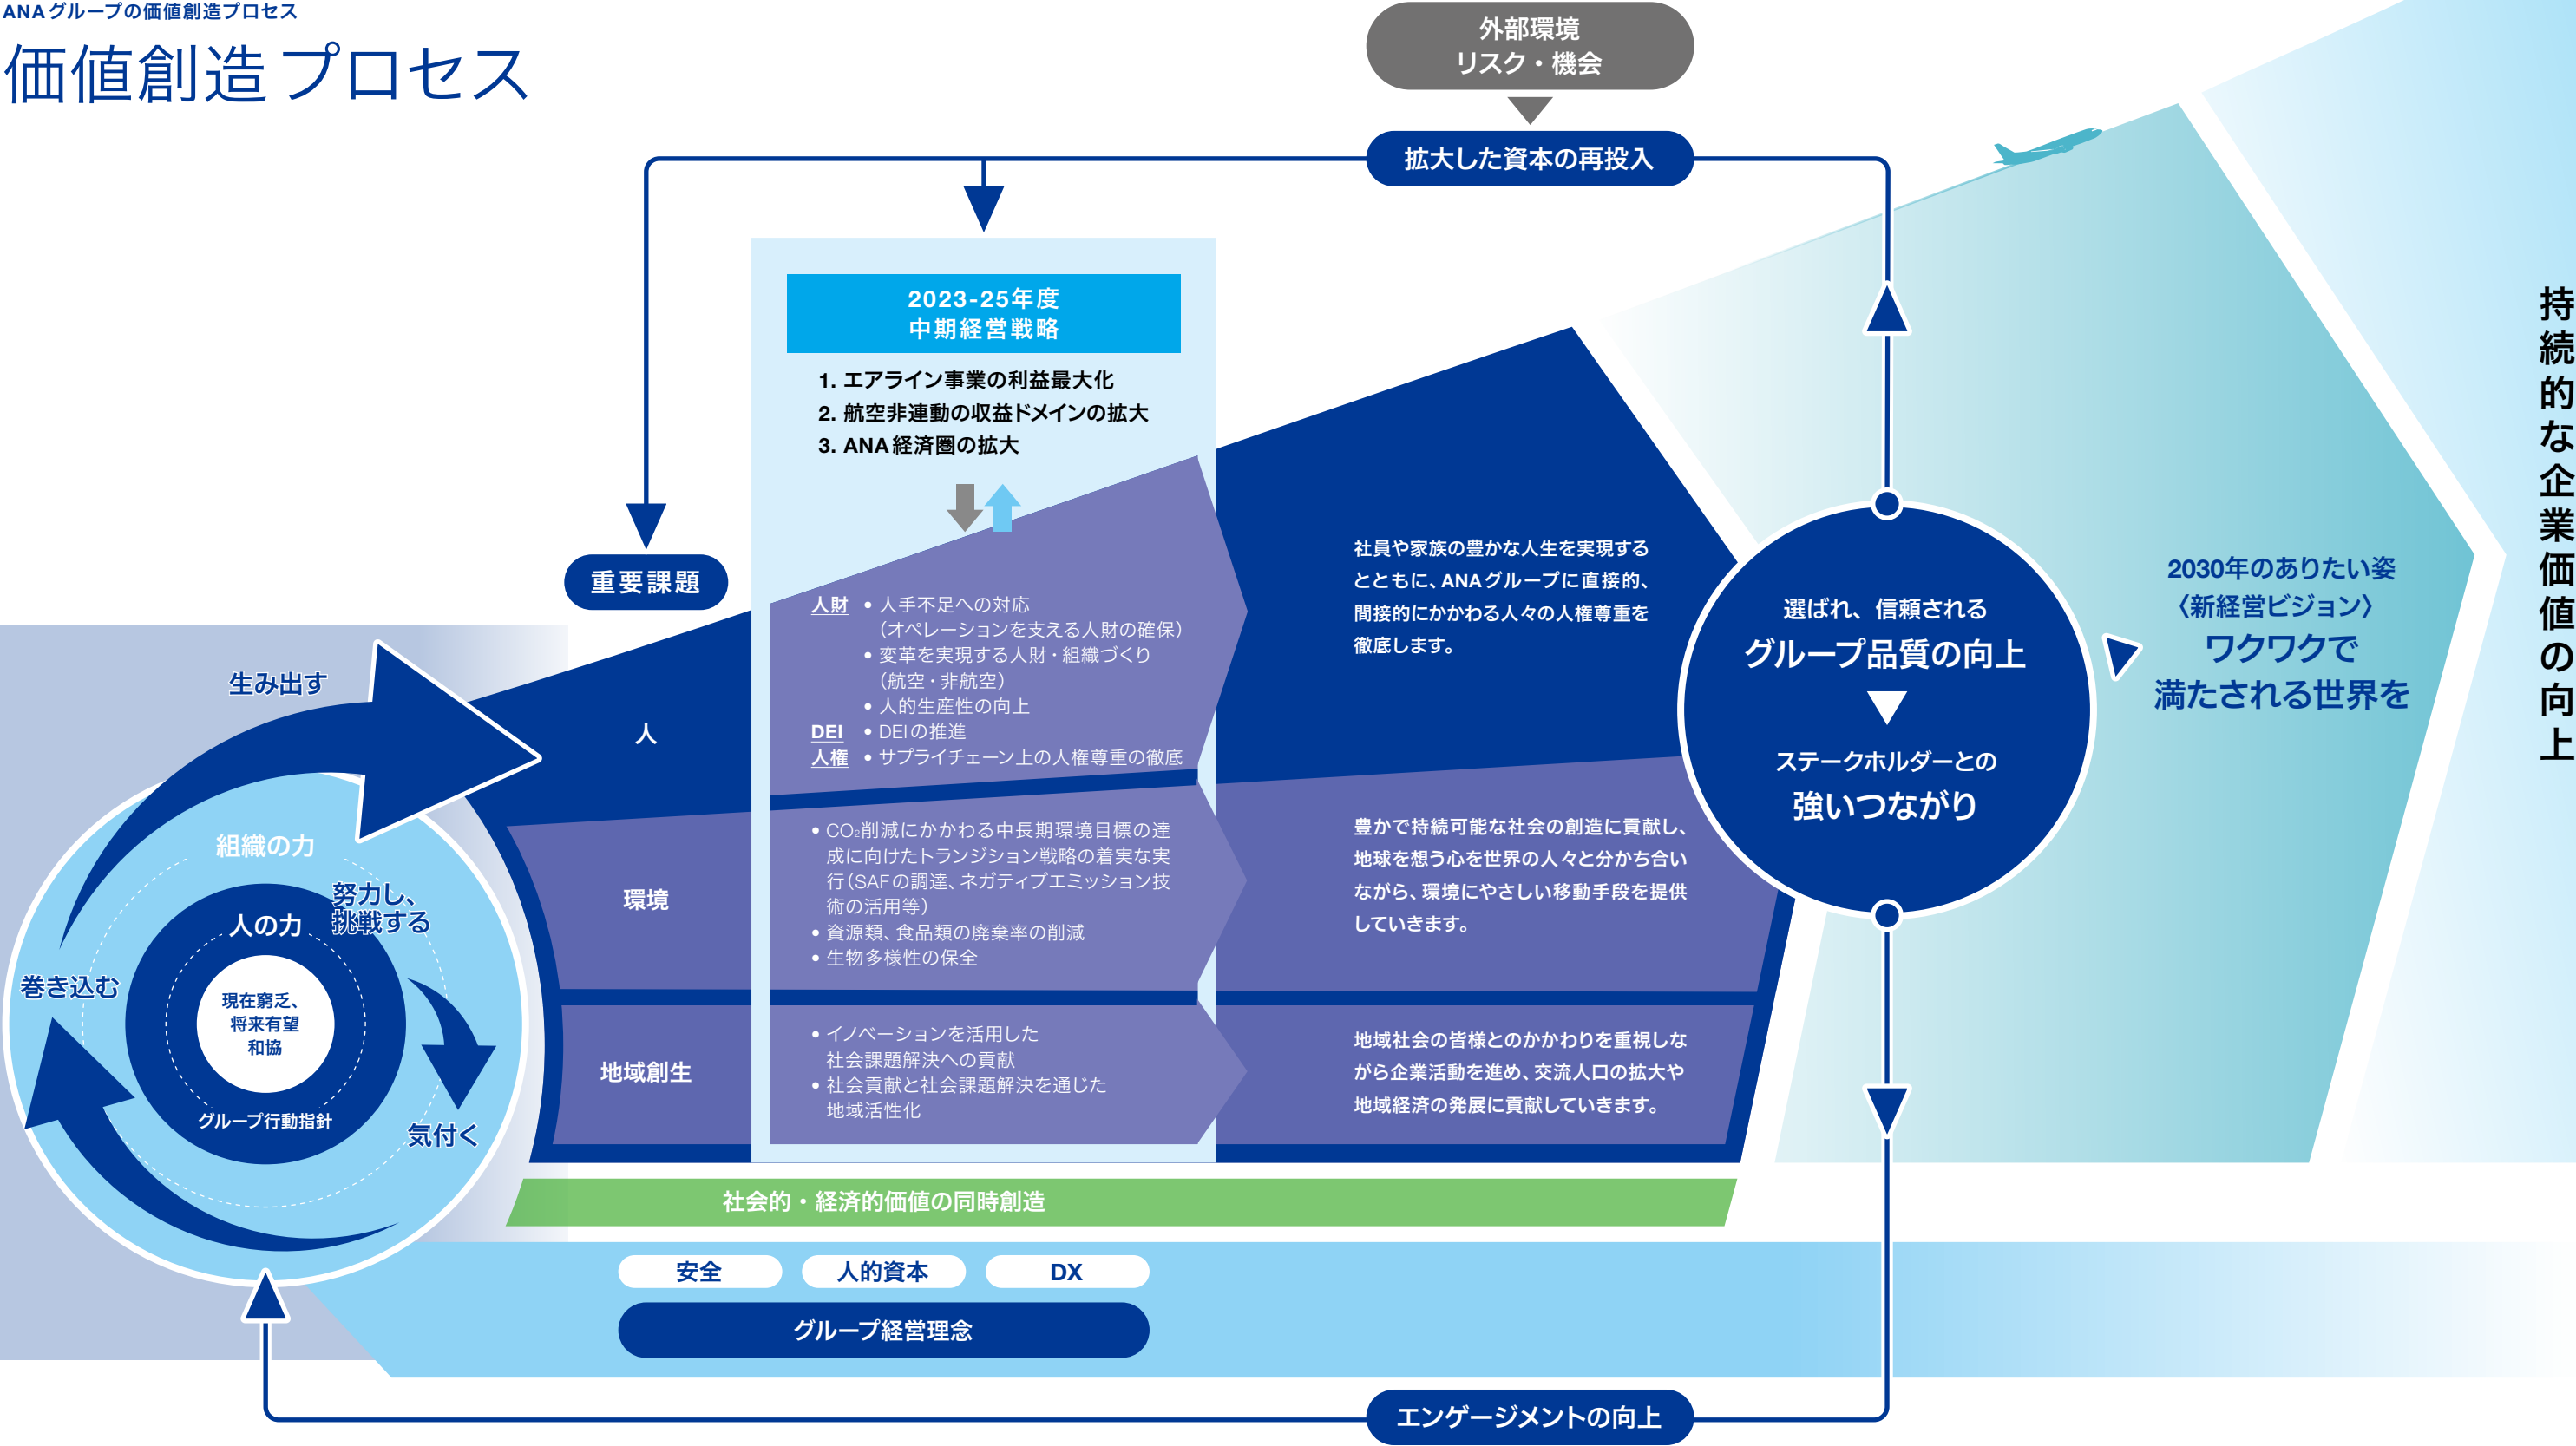 ANAグループの価値創造プロセス
価値創造プロセス
外部環境
リスク・機会
拡大した資本の再投入
2023-25年度
中期経営戦略
1. エアライン事業の利益最大化
2. 航空非連動の収益ドメインの拡大
3. ANA経済圏の拡大
重要課題
生み出す
組織の力
努力し、
挑戦する
人の力
巻き込む
現在窮乏、
将来有望
和協
グループ行動指針
気付く
人
人財 • 人手不足への対応
（オペレーションを支える人財の確保）
• 変革を実現する人財・組織づくり
（航空・非航空）
• 人的生産性の向上
DEI • DEIの推進
人権 • サプライチェーン上の人権尊重の徹底
社員や家族の豊かな人生を実現する
とともに、ANAグループに直接的、
間接的にかかわる人々の人権尊重を
徹底します。
環境
• CO₂削減にかかわる中長期環境目標の達
成に向けたトランジション戦略の着実な実
行（SAFの調達、ネガティブエミッション技
術の活用等）
• 資源類、食品類の廃棄率の削減
• 生物多様性の保全
豊かで持続可能な社会の創造に貢献し、
地球を想う心を世界の人々と分かち合い
ながら、環境にやさしい移動手段を提供
していきます。
地域創生
• イノベーションを活用した
社会課題解決への貢献
• 社会貢献と社会課題解決を通じた
地域活性化
地域社会の皆様とのかかわりを重視しな
がら企業活動を進め、交流人口の拡大や
地域経済の発展に貢献していきます。
選ばれ、信頼される
グループ品質の向上
ステークホルダーとの
強いつながり
2030年のありたい姿
〈新経営ビジョン〉
ワクワクで
満たされる世界を
持続的な企業価値の向上
社会的・経済的価値の同時創造
安全
人的資本
DX
グループ経営理念
エンゲージメントの向上